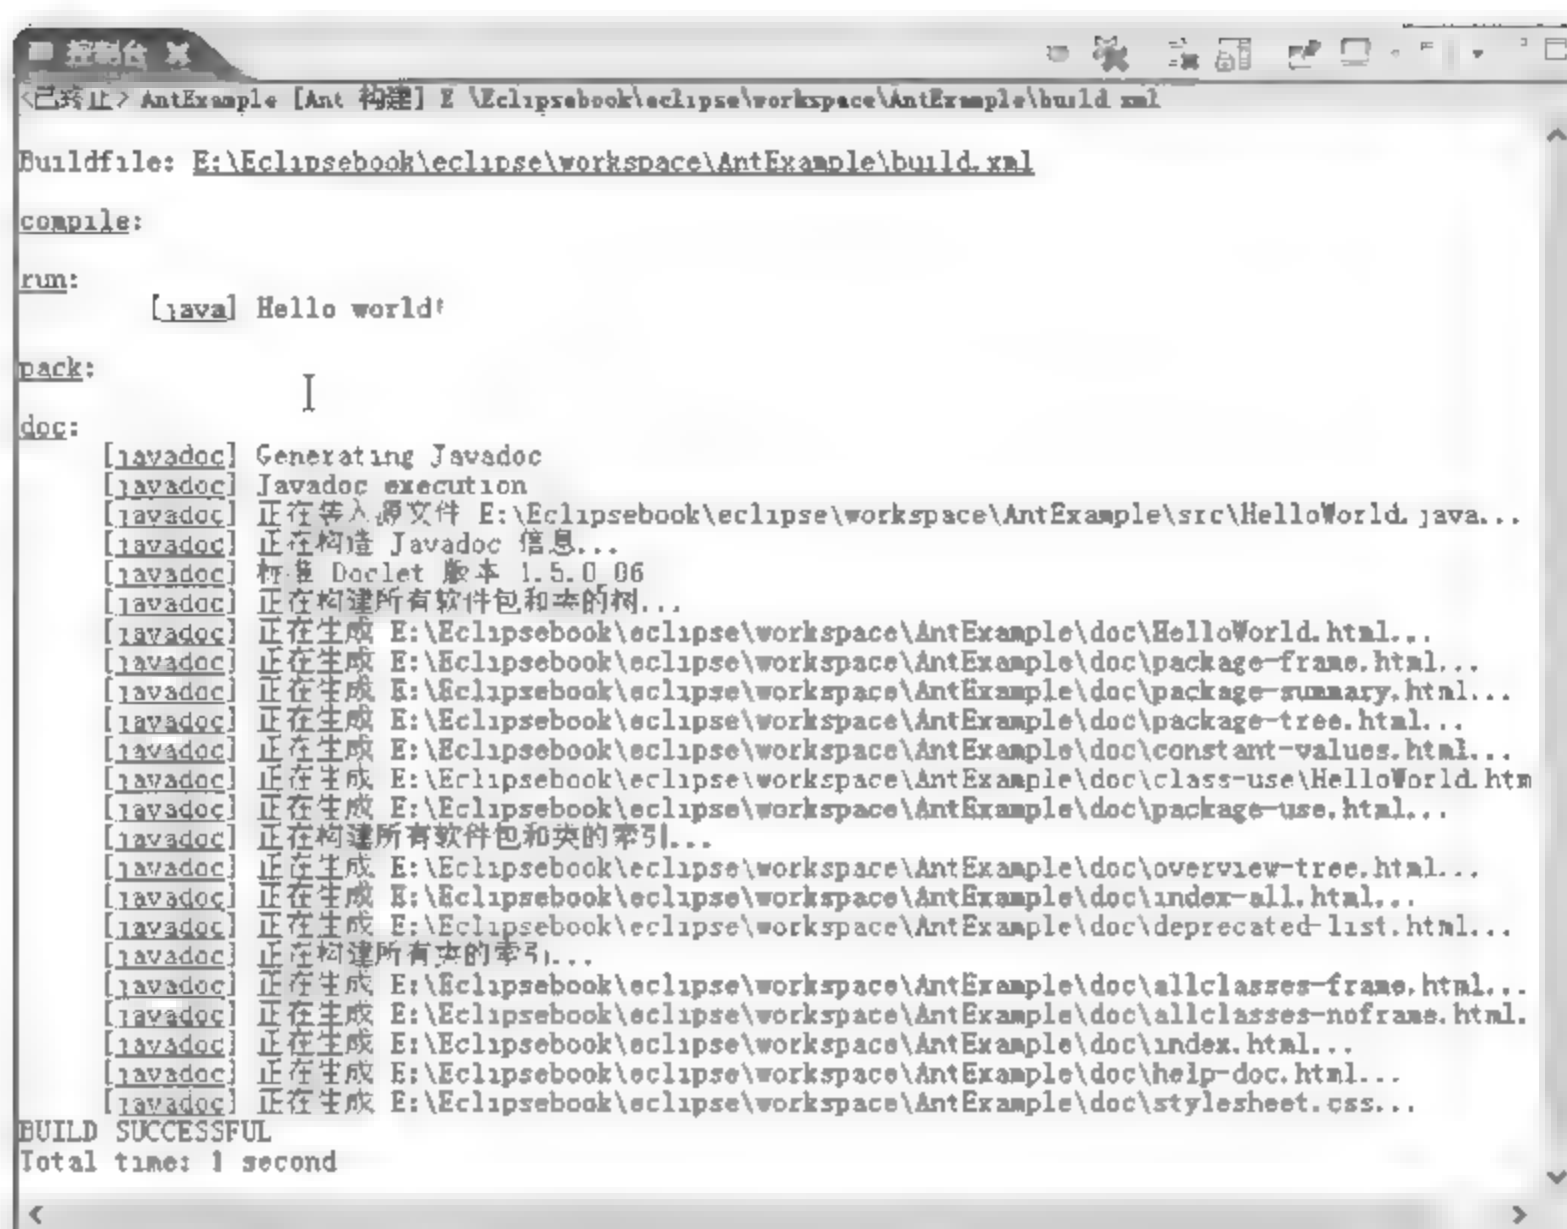 控制台
<已终止> AntExample [Ant 构建] E \Eclipsebook\eclipse\workspace\AntExample\build xml
Buildfile: E:\Eclipsebook\eclipse\workspace\AntExample\build.xml
compile:
run:
[java] Hello world!
pack:
doc:
[javadoc] Generating Javadoc
[javadoc] Javadoc execution
[javadoc] 正在装入源文件 E:\Eclipsebook\eclipse\workspace\AntExample\src\HelloWorld.java...
[javadoc] 正在构造 Javadoc 信息...
[javadoc] 标准 Doclet 版本 1.5.0_06
[javadoc] 正在构建所有软件包和类的树...
[javadoc] 正在生成 E:\Eclipsebook\eclipse\workspace\AntExample\doc\HelloWorld.html...
[javadoc] 正在生成 E:\Eclipsebook\eclipse\workspace\AntExample\doc\package-frame.html...
[javadoc] 正在生成 E:\Eclipsebook\eclipse\workspace\AntExample\doc\package-summary.html...
[javadoc] 正在生成 E:\Eclipsebook\eclipse\workspace\AntExample\doc\package-tree.html...
[javadoc] 正在生成 E:\Eclipsebook\eclipse\workspace\AntExample\doc\constant-values.html...
[javadoc] 正在生成 E:\Eclipsebook\eclipse\workspace\AntExample\doc\class-use\HelloWorld.htm
[javadoc] 正在生成 E:\Eclipsebook\eclipse\workspace\AntExample\doc\package-use.html...
[javadoc] 正在构建所有软件包和类的索引...
[javadoc] 正在生成 E:\Eclipsebook\eclipse\workspace\AntExample\doc\overview-tree.html...
[javadoc] 正在生成 E:\Eclipsebook\eclipse\workspace\AntExample\doc\index-all.html...
[javadoc] 正在生成 E:\Eclipsebook\eclipse\workspace\AntExample\doc\deprecated-list.html...
[javadoc] 正在构建所有类的索引...
[javadoc] 正在生成 E:\Eclipsebook\eclipse\workspace\AntExample\doc\allclasses-frame.html...
[javadoc] 正在生成 E:\Eclipsebook\eclipse\workspace\AntExample\doc\allclasses-noframe.html.
[javadoc] 正在生成 E:\Eclipsebook\eclipse\workspace\AntExample\doc\index.html...
[javadoc] 正在生成 E:\Eclipsebook\eclipse\workspace\AntExample\doc\help-doc.html...
[javadoc] 正在生成 E:\Eclipsebook\eclipse\workspace\AntExample\doc\stylesheet.css...
BUILD SUCCESSFUL
Total time: 1 second